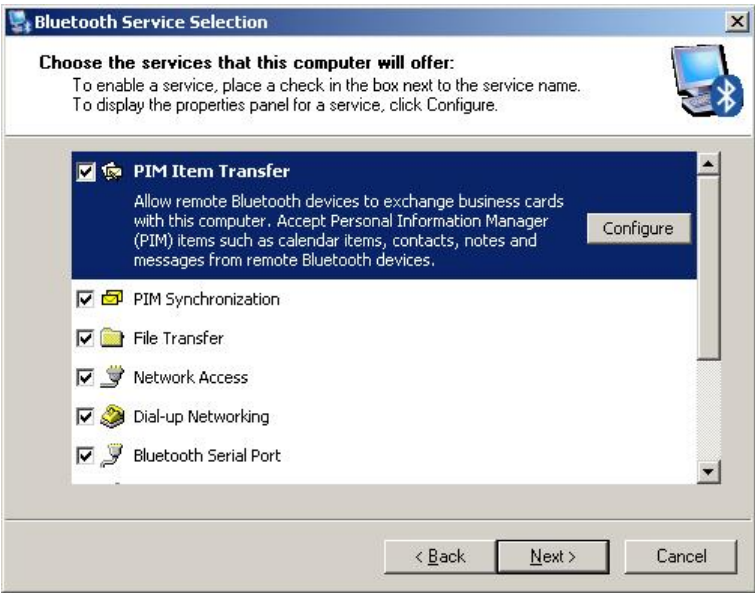 Bluetooth Service Selection
Choose the services that this computer will offer:
To enable a service, place a check in the box next to the service name.
To display the properties panel for a service, click Configure.
PIM Item Transfer
Allow remote Bluetooth devices to exchange business cards
with this computer. Accept Personal Information Manager
(PIM) items such as calendar items, contacts, notes and
messages from remote Bluetooth devices.
Configure
PIM Synchronization
File Transfer
Network Access
Dial-up Networking
Bluetooth Serial Port
< Back
Next >
Cancel